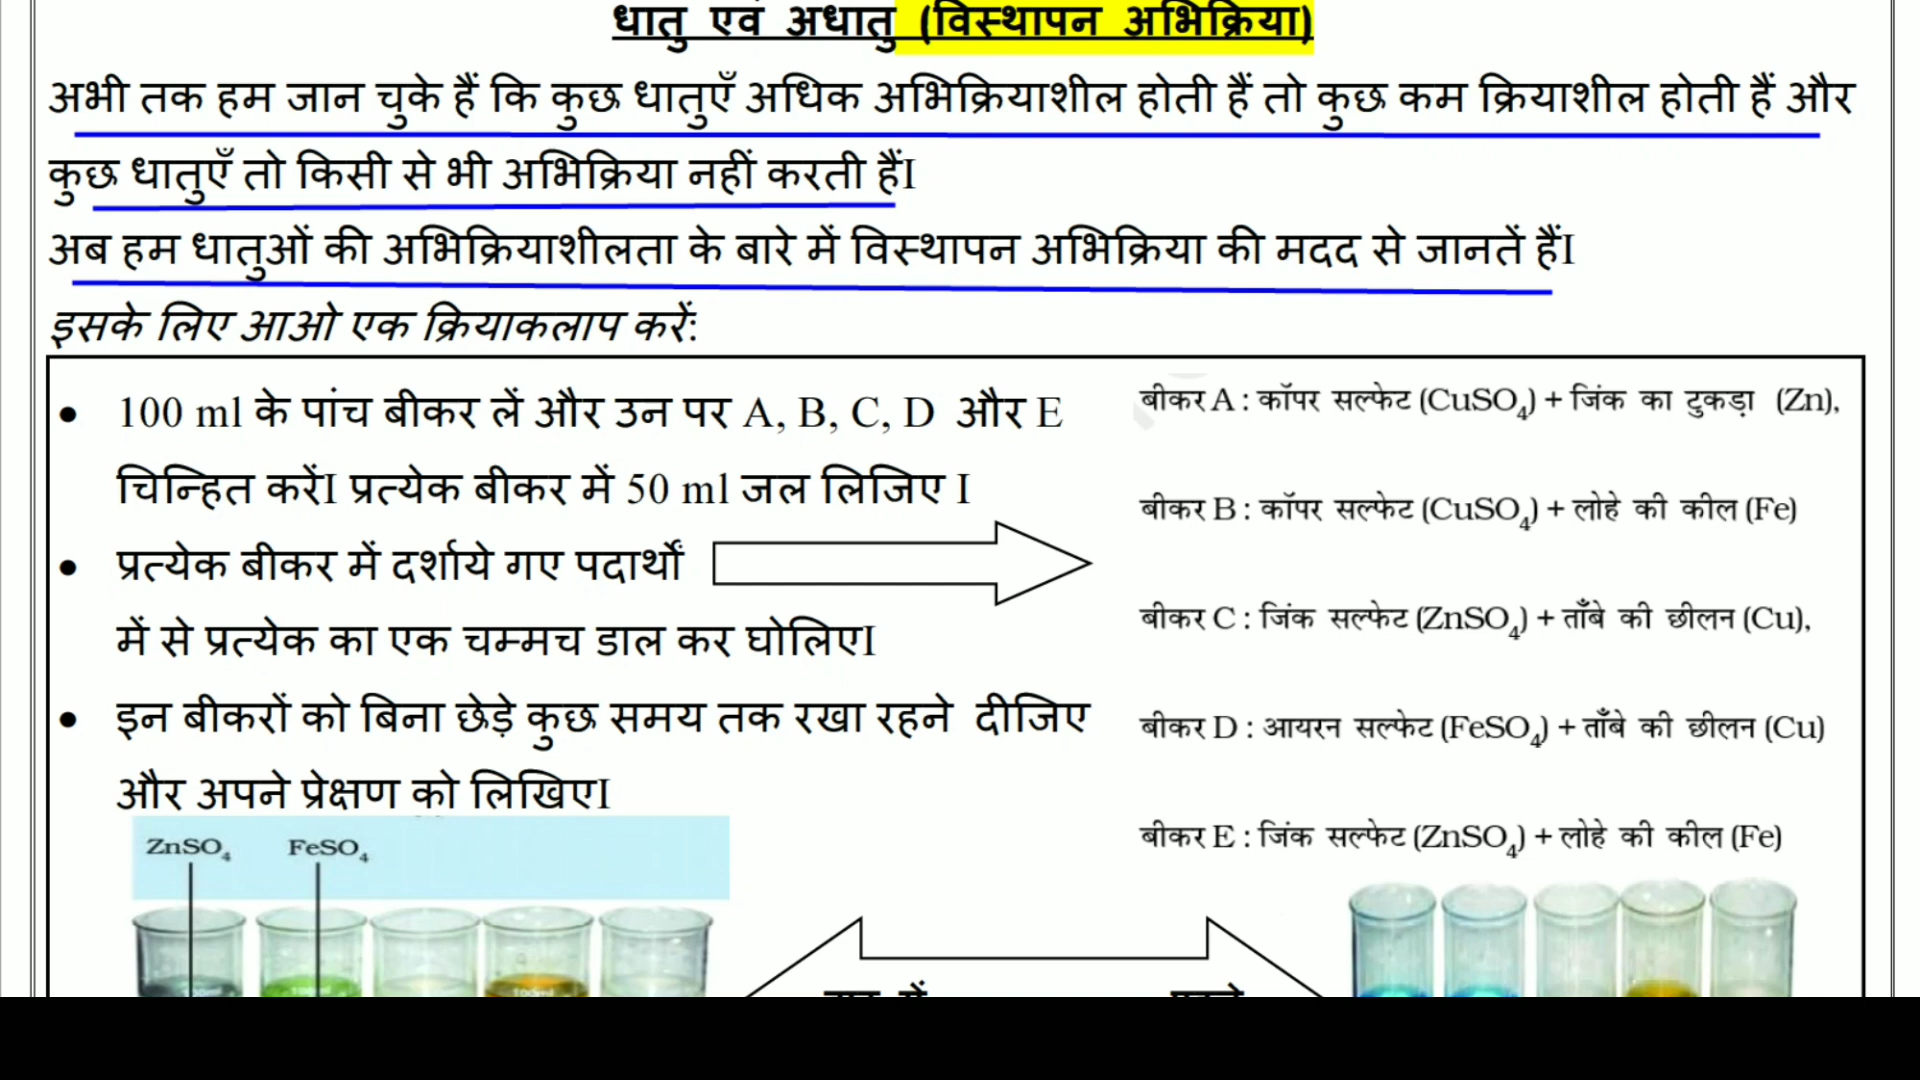 धातु एवं अधातु (विस्थापन अभिक्रिया)
अभी तक हम जान चुके हैं कि कुछ धातुएँ अधिक अभिक्रियाशील होती हैं तो कुछ कम क्रियाशील होती हैं और
कुछ धातुएँ तो किसी से भी अभिक्रिया नहीं करती हैंI
अब हम धातुओं की अभिक्रियाशीलता के बारे में विस्थापन अभिक्रिया की मदद से जानतें हैंI
इसके लिए आओ एक क्रियाकलाप करें:
● 100 ml के पांच बीकर लें और उन पर A, B, C, D और E
चिन्हित करेंI प्रत्येक बीकर में 50 ml जल लिजिए I
● प्रत्येक बीकर में दर्शाये गए पदार्थों
में से प्रत्येक का एक चम्मच डाल कर घोलिएI
● इन बीकरों को बिना छेड़े कुछ समय तक रखा रहने दीजिए
और अपने प्रेक्षण को लिखिएI
बीकर A : कॉपर सल्फेट (CuSO₄) + जिंक का टुकड़ा (Zn),
बीकर B : कॉपर सल्फेट (CuSO₄) + लोहे की कील (Fe)
बीकर C : जिंक सल्फेट (ZnSO₄) + ताँबे की छीलन (Cu),
बीकर D : आयरन सल्फेट (FeSO₄) + ताँबे की छीलन (Cu)
बीकर E : जिंक सल्फेट (ZnSO₄) + लोहे की कील (Fe)
ZnSO₄ FeSO₄
100ml 100ml